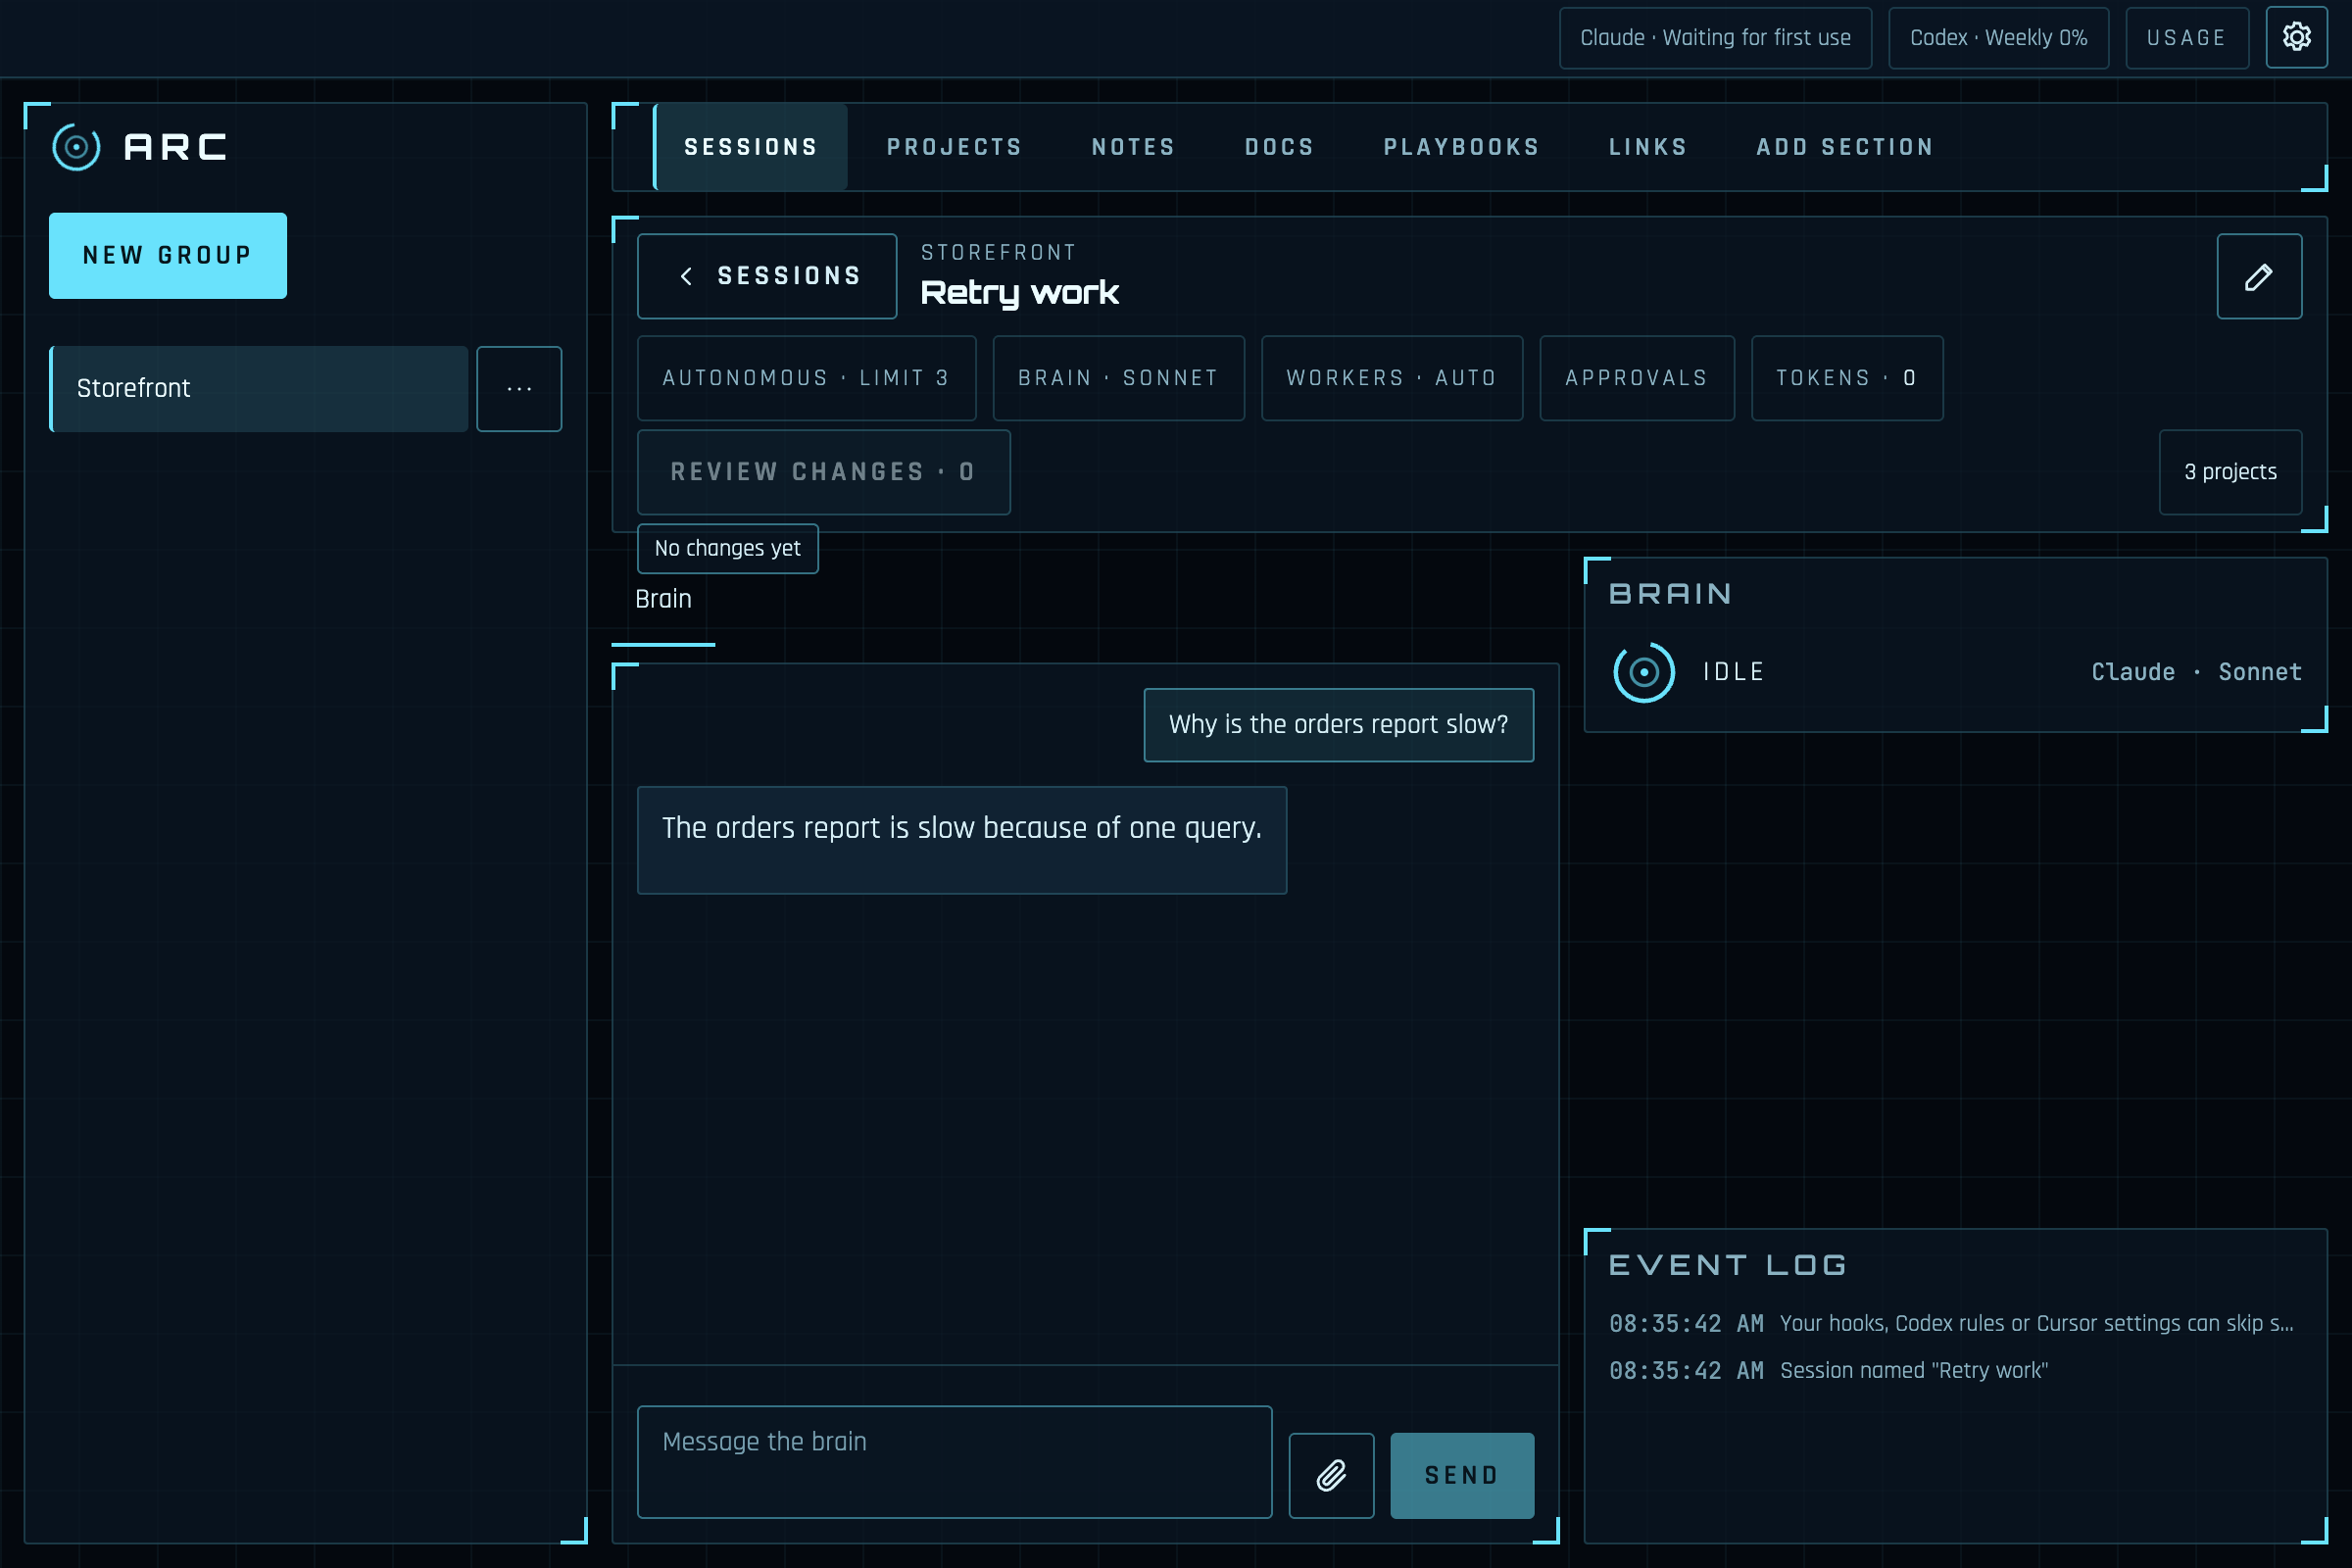 Claude · Waiting for first use
Codex · Weekly 0%
USAGE
ARC
NEW GROUP
Storefront
...
SESSIONS
PROJECTS
NOTES
DOCS
PLAYBOOKS
LINKS
ADD SECTION
SESSIONS
STOREFRONT
Retry work
AUTONOMOUS · LIMIT 3
BRAIN · SONNET
WORKERS · AUTO
APPROVALS
TOKENS · 0
REVIEW CHANGES · 0
3 projects
No changes yet
Brain
Why is the orders report slow?
The orders report is slow because of one query.
Message the brain
SEND
BRAIN
IDLE
Claude · Sonnet
EVENT LOG
08:35:42 AM Your hooks, Codex rules or Cursor settings can skip s...
08:35:42 AM Session named "Retry work"